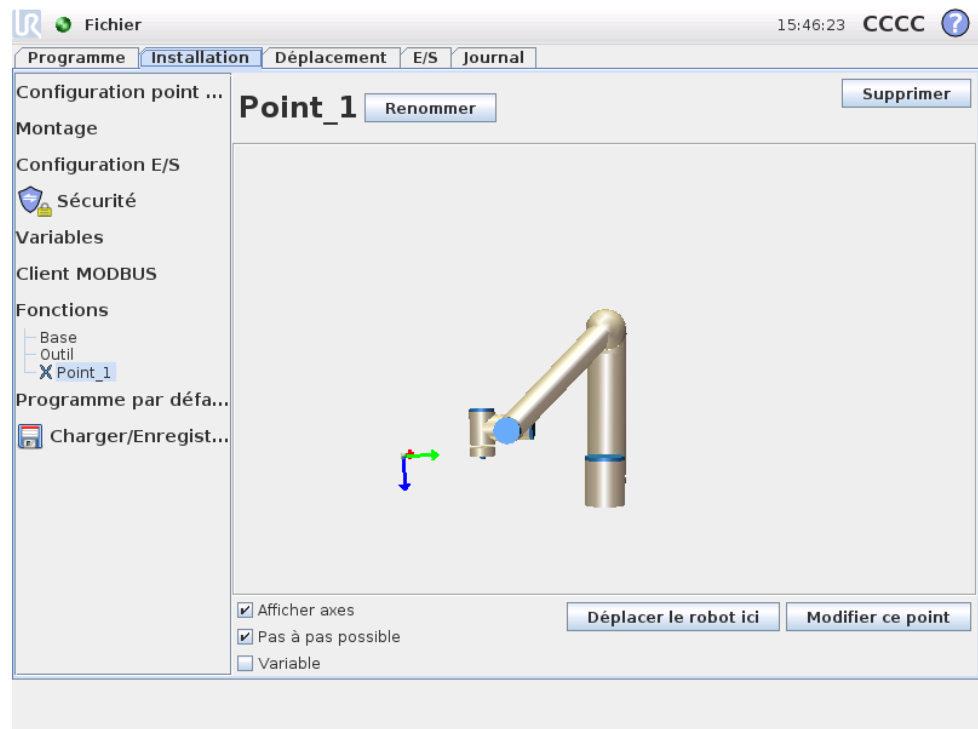 UR Fichier 15:46:23 CCCC ?
Programme Installation Déplacement E/S Journal
Configuration point ...
Montage
Configuration E/S
Sécurité
Variables
Client MODBUS
Fonctions
Base
Outil
Point_1
Programme par défa...
Charger/Enregist...
Point_1 Renommer Supprimer
Afficher axes
Pas à pas possible
Variable
Déplacer le robot ici Modifier ce point